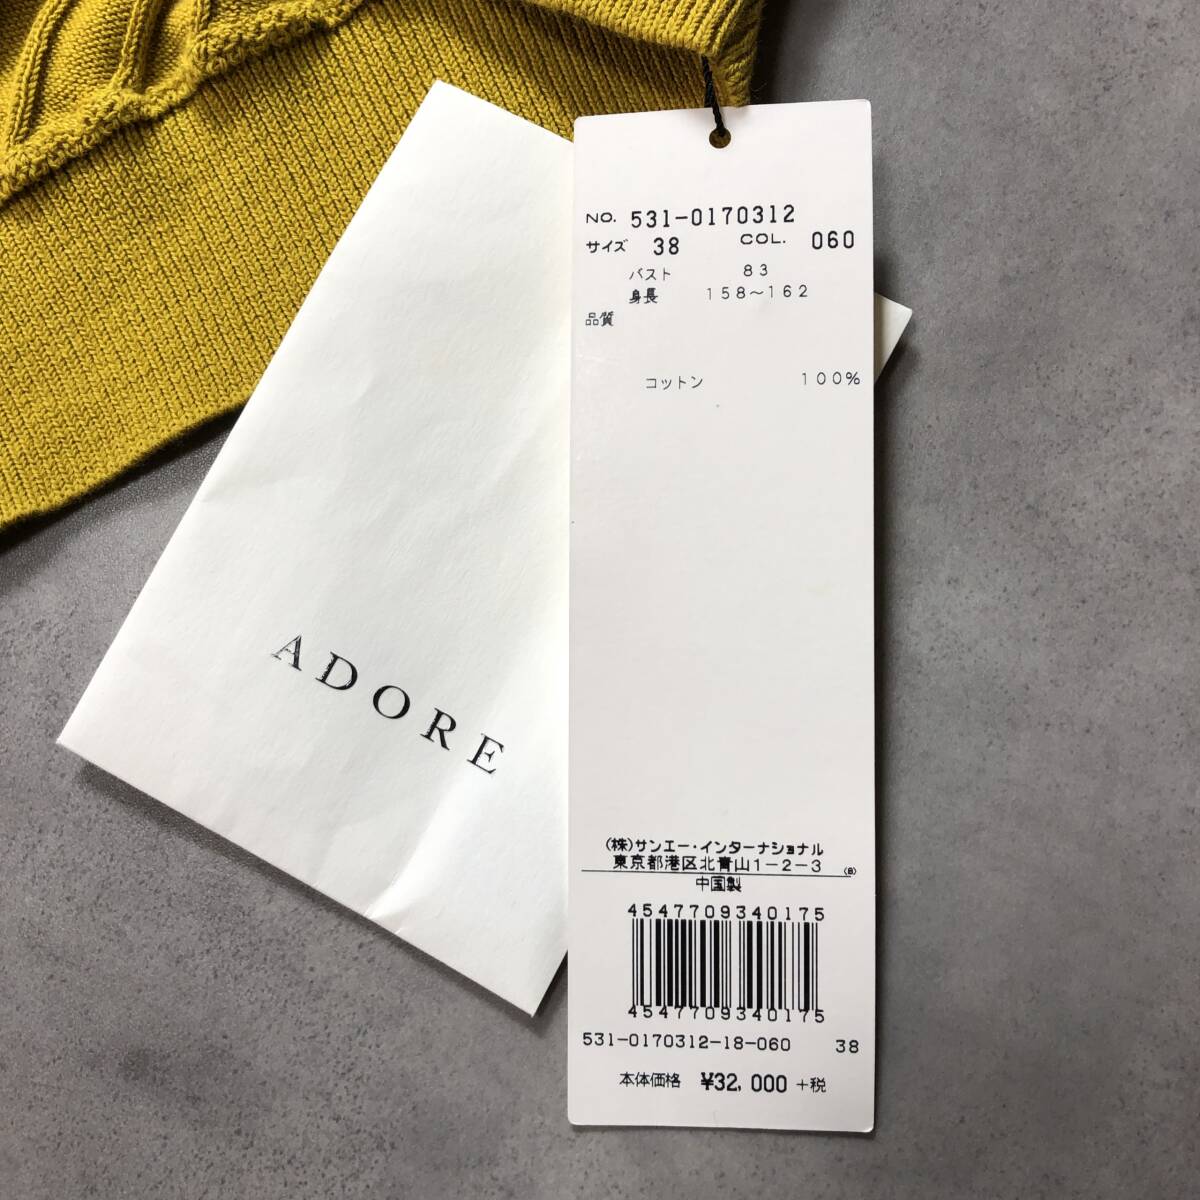 ADORE
NO. 531-0170312
サイズ 38 COL. 060
バスト 83
身長 158～162
品質
コットン 100%
(株)サンエー・インターナショナル
東京都港区北青山1-2-3 (B)
中国製
4547709340175
4547709340175
531-0170312-18-060 38
本体価格 ¥32,000 +税